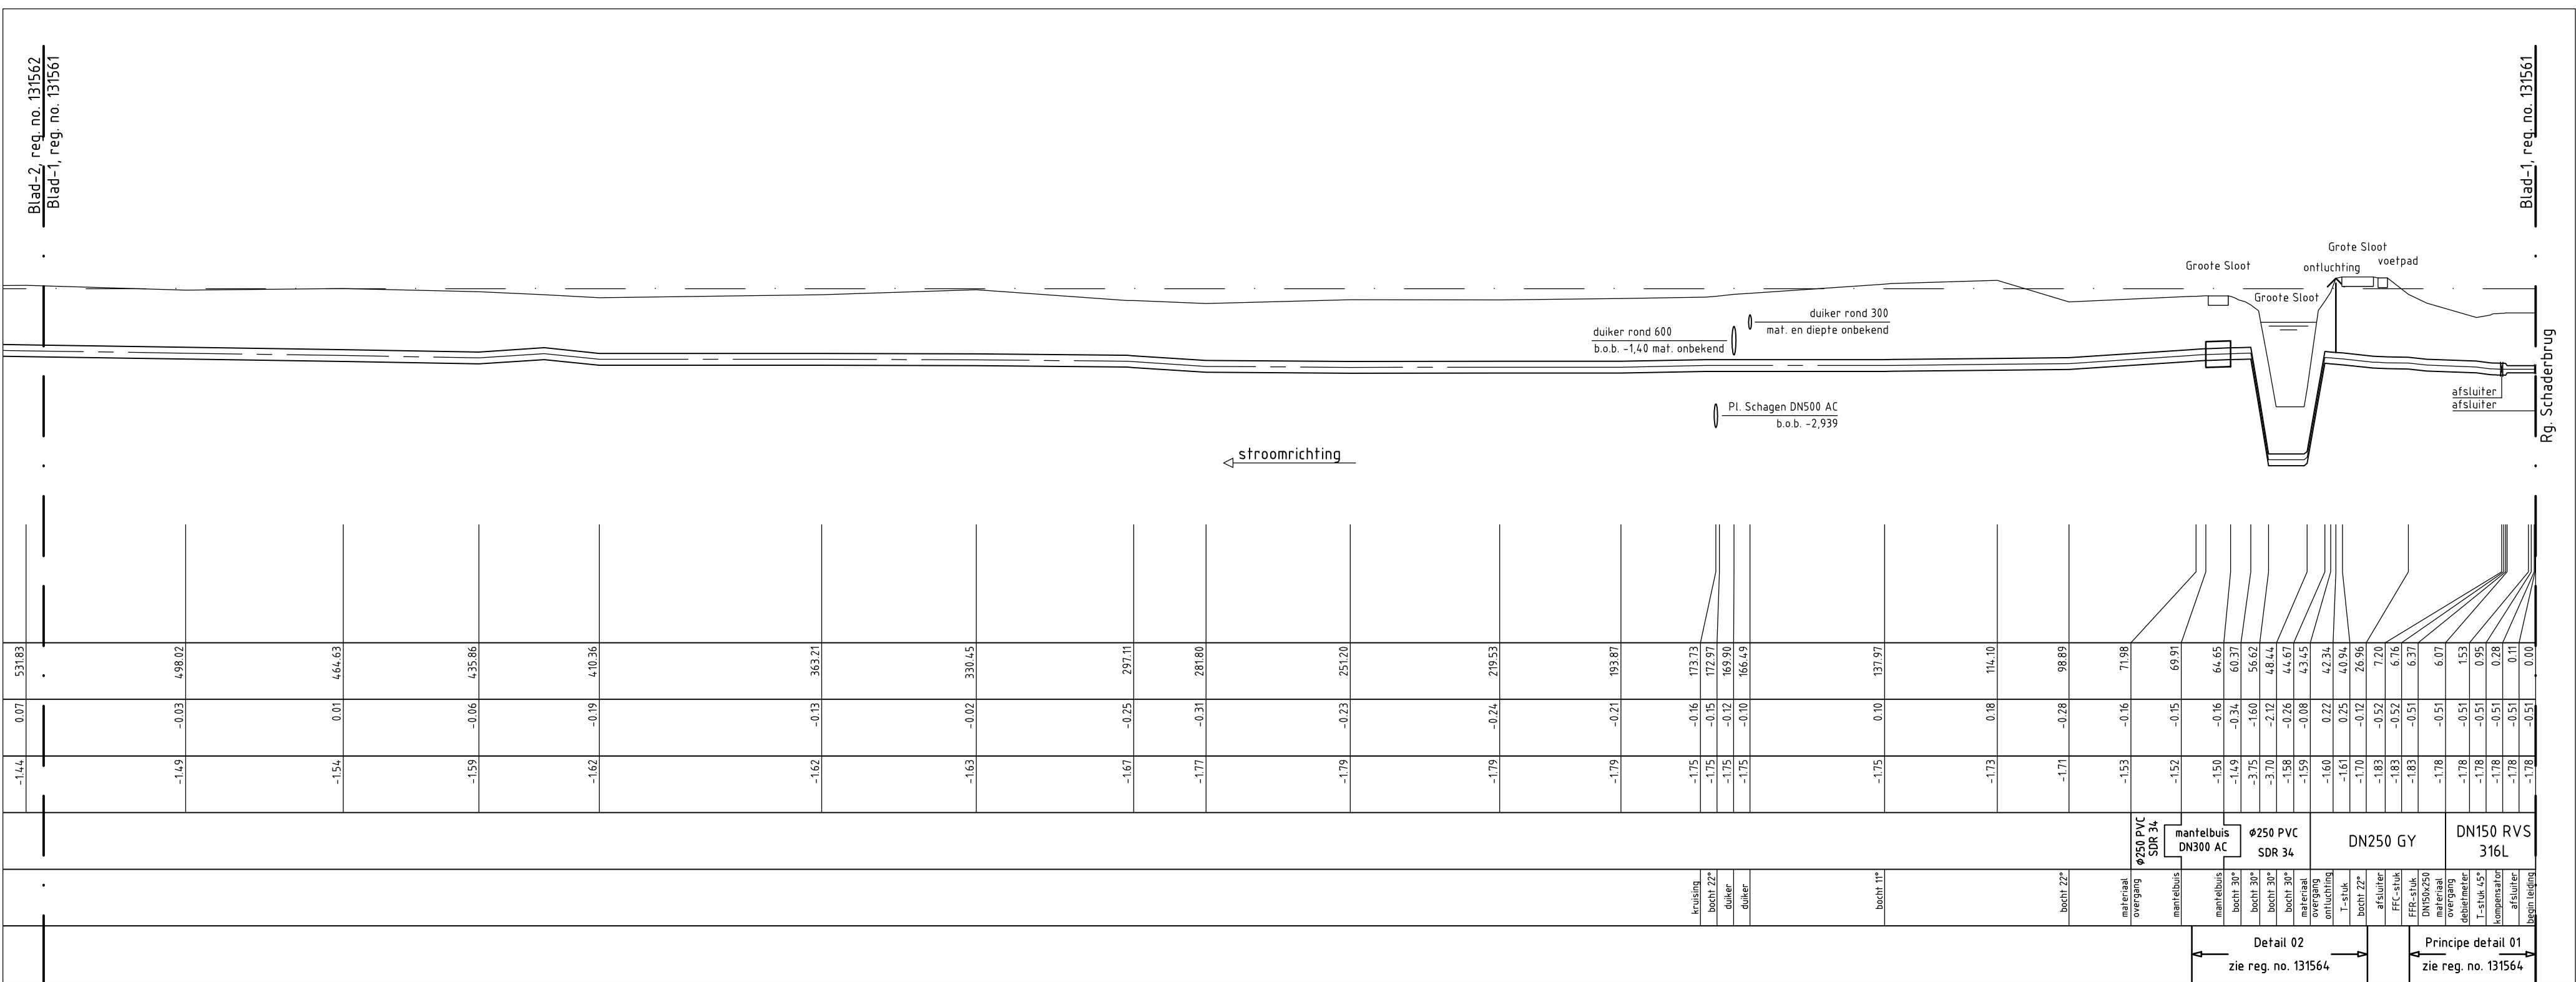 Blad-2, reg. no. 131562
Blad-1, reg. no. 131561
Blad-1, reg. no. 131561
Grote Sloot
Groote Sloot
ontluchting
voetpad
Groote Sloot
duiker rond 300
mat. en diepte onbekend
duiker rond 600
b.o.b. -1,40 mat. onbekend
Pl. Schagen DN500 AC
b.o.b. -2,939
afsluiter
afsluiter
Rg. Schaderbrug
stroomrichting
531.83 498.02 464.63 435.86 410.36 363.21 330.45 297.11 281.80 251.20 219.53 193.87 173.73 172.97 169.90 166.49 137.97 114.10 98.89 71.98 69.91 64.65 60.37 56.62 48.44 44.67 43.45 42.34 40.94 26.96 7.20 6.76 6.37 6.07 1.53 0.95 0.28 0.11 0.00
0.07 -0.03 0.01 -0.06 -0.19 -0.13 -0.02 -0.25 -0.31 -0.23 -0.24 -0.21 -0.16 -0.15 -0.12 -0.10 0.10 0.18 -0.28 -0.16 -0.15 -0.16 -0.34 -1.60 -2.12 -0.26 -0.08 0.22 0.25 -0.12 -0.52 -0.52 -0.51 -0.51 -0.51 -0.51 -0.51 -0.51 -0.51
-1.44 -1.49 -1.54 -1.59 -1.62 -1.62 -1.63 -1.67 -1.77 -1.79 -1.79 -1.79 -1.75 -1.75 -1.75 -1.75 -1.75 -1.73 -1.71 -1.53 -1.52 -1.50 -1.49 -3.75 -3.70 -1.58 -1.59 -1.60 -1.61 -1.70 -1.83 -1.83 -1.83 -1.78 -1.78 -1.78 -1.78 -1.78 -1.78
ø250 PVC
SDR 34
mantelbuis
DN300 AC
ø250 PVC
SDR 34
DN250 GY
DN150 RVS
316L
kruising
bocht 22°
duiker
duiker
bocht 11°
bocht 22°
materiaal
overgang
mantelbuis
mantelbuis
bocht 30°
bocht 30°
bocht 30°
bocht 30°
materiaal
overgang
ontluchting
T-stuk
bocht 22°
afsluiter
FFC-stuk
FFR-stuk
DN150x250
materiaal
overgang
debietmeter
T-stuk 45°
kompensator
afsluiter
begin leiding
Detail 02
zie reg. no. 131564
Principe detail 01
zie reg. no. 131564